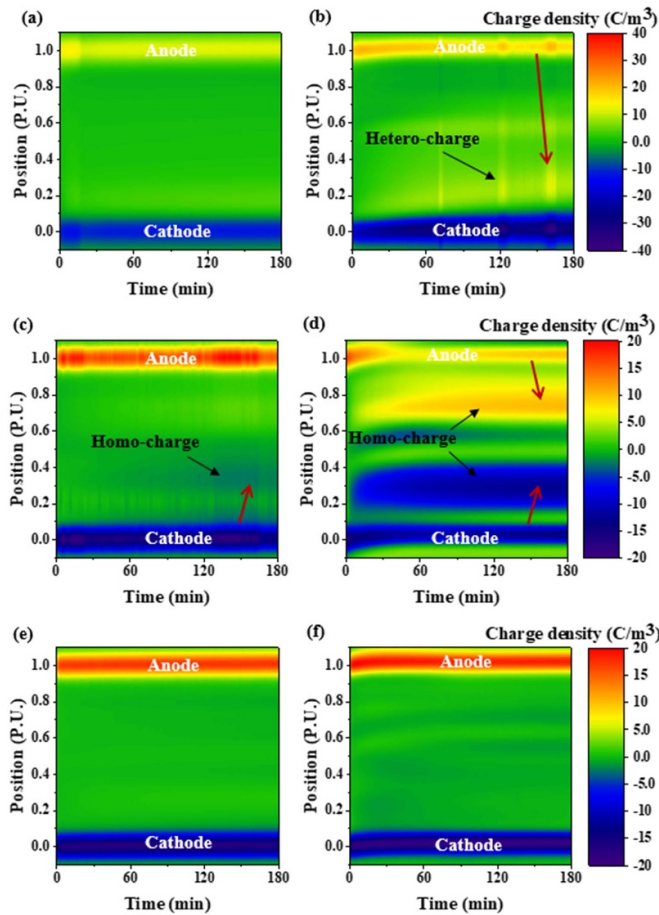 (a)
(b)
Charge density (C/m³)
Position (P.U.)
1.0
0.8
0.6
0.4
0.2
0.0
Anode
Cathode
0
60
120
180
Time (min)
Position (P.U.)
1.0
0.8
0.6
0.4
0.2
0.0
Anode
Hetero-charge
Cathode
0
60
120
180
Time (min)
40
30
20
10
0.0
-10
-20
-30
-40
(c)
(d)
Charge density (C/m³)
Position (P.U.)
1.0
0.8
0.6
0.4
0.2
0.0
Anode
Homo-charge
Cathode
0
60
120
180
Time (min)
Position (P.U.)
1.0
0.8
0.6
0.4
0.2
0.0
Anode
Homo-charge
Cathode
0
60
120
180
Time (min)
20
15
10
5.0
0.0
-5.0
-10
-15
-20
(e)
(f)
Charge density (C/m³)
Position (P.U.)
1.0
0.8
0.6
0.4
0.2
0.0
Anode
Cathode
0
60
120
180
Time (min)
Position (P.U.)
1.0
0.8
0.6
0.4
0.2
0.0
Anode
Cathode
0
60
120
180
Time (min)
20
15
10
5.0
0.0
-5.0
-10
-15
-20